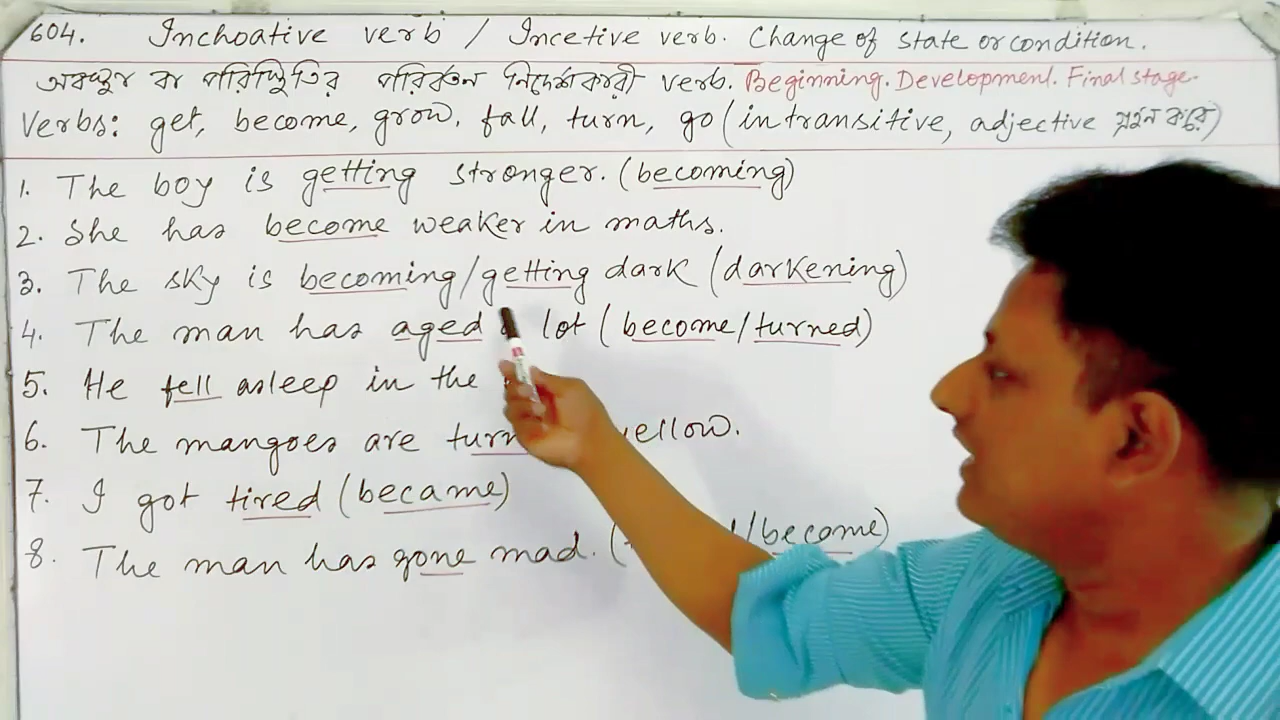 604. Inchoative verb / Incetive verb. Change of state or condition.
অবস্থা বা পরিস্থিতির পরিবর্তন নির্দেশকারী verb. Beginning. Development. Final stage.
Verbs: get, become, grow, fall, turn, go (intransitive, adjective গ্রহন করে)
1. The boy is getting stronger. (becoming)
2. She has become weaker in maths.
3. The sky is becoming/getting dark (darkening)
4. The man has aged lot (become/turned)
5. He fell asleep in the
6. The mangoes are yellow.
7. I got tired (became)
8. The man has gone mad. (/become)